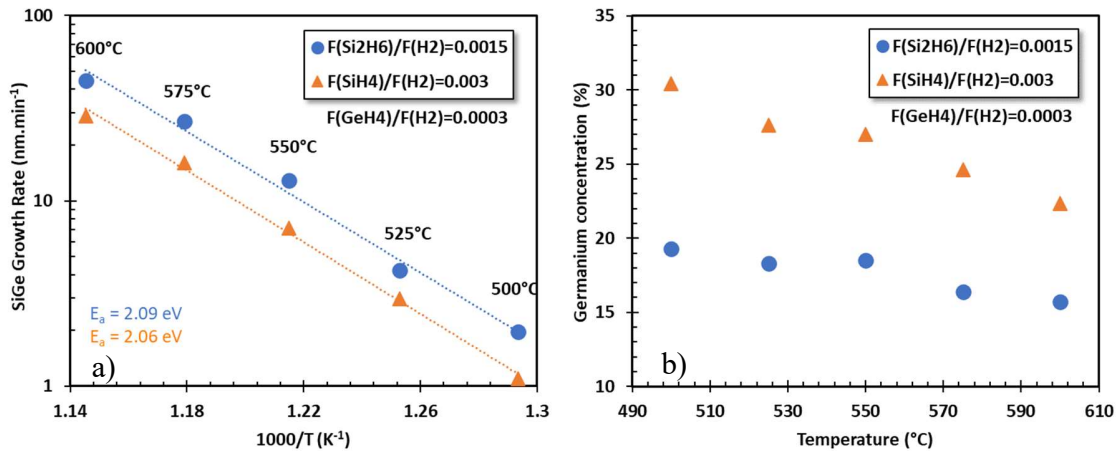 a)
SiGe Growth Rate (nm.min⁻¹)
100
10
1
600°C
575°C
550°C
525°C
500°C
F(Si2H6)/F(H2)=0.0015
F(SiH4)/F(H2)=0.003
F(GeH4)/F(H2)=0.0003
Eₐ = 2.09 eV
Eₐ = 2.06 eV
1.14 1.18 1.22 1.26 1.3
1000/T (K⁻¹)
b)
Germanium concentration (%)
35
30
25
20
15
10
F(Si2H6)/F(H2)=0.0015
F(SiH4)/F(H2)=0.003
F(GeH4)/F(H2)=0.0003
490 510 530 550 570 590 610
Temperature (°C)